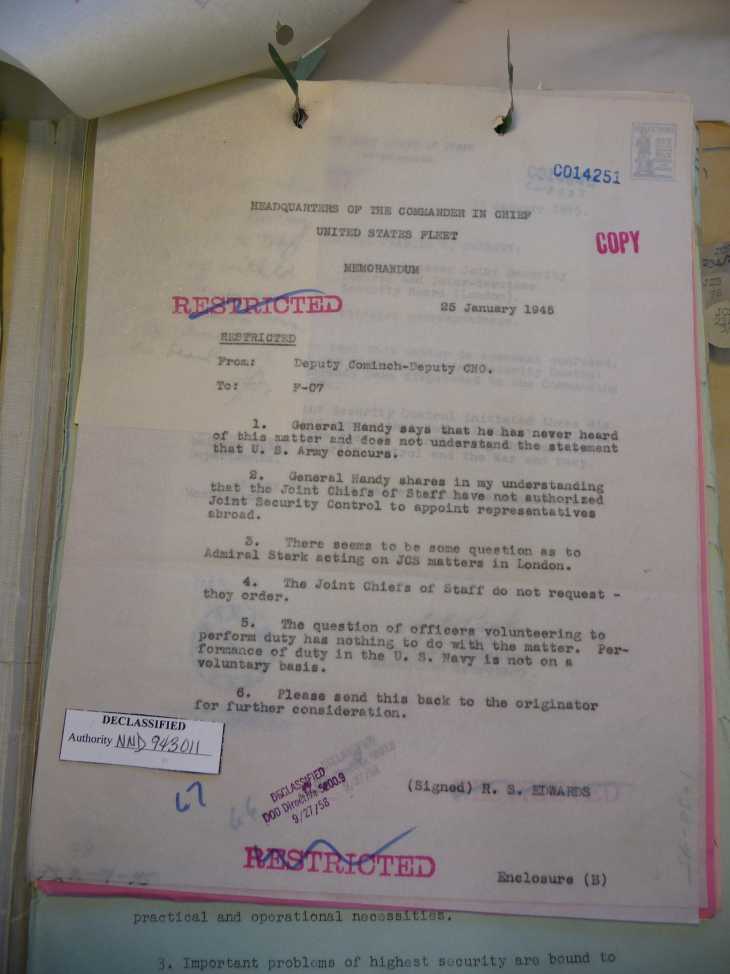 C014251
HEADQUARTERS OF THE COMMANDER IN CHIEF
UNITED STATES FLEET
COPY
MEMORANDUM
RESTRICTED
25 January 1945
RESTRICTED
From: Deputy Cominch-Deputy CNO.
To: F-07
1. General Handy says that he has never heard
of this matter and does not understand the statement
that U. S. Army concurs.
2. General Handy shares in my understanding
that the Joint Chiefs of Staff have not authorized
Joint Security Control to appoint representatives
abroad.
3. There seems to be some question as to
Admiral Stark acting on JCS matters in London.
4. The Joint Chiefs of Staff do not request -
they order.
5. The question of officers volunteering to
perform duty has nothing to do with the matter. Per-
formance of duty in the U. S. Navy is not on a
voluntary basis.
6. Please send this back to the originator
for further consideration.
DECLASSIFIED
Authority NND 943011
67
DECLASSIFIED
DOD Directive 5200.9
9/27/58
(Signed) R. S. EDWARDS
RESTRICTED
Enclosure (B)
practical and operational necessities.
3. Important problems of highest security are bound to